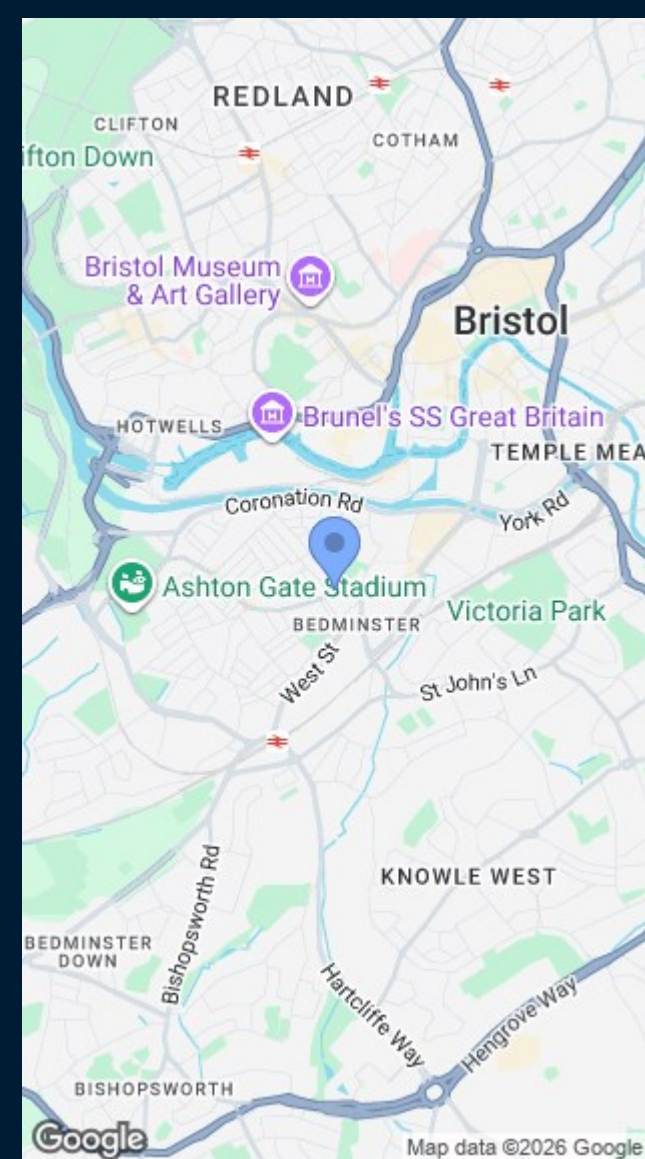 REDLAND
CLIFTON
COTHAM
ifton Down
Bristol Museum
& Art Gallery
Bristol
Brunel's SS Great Britain
HOTWELLS
TEMPLE MEA
Coronation Rd
York Rd
Ashton Gate Stadium
Victoria Park
BEDMINSTER
West St
St John's Ln
KNOWLE WEST
Bishopsworth Rd
BEDMINSTER
DOWN
Hartcliffe Way
Hengrove Way
BISHOPSWORTH
Google
Map data ©2026 Google